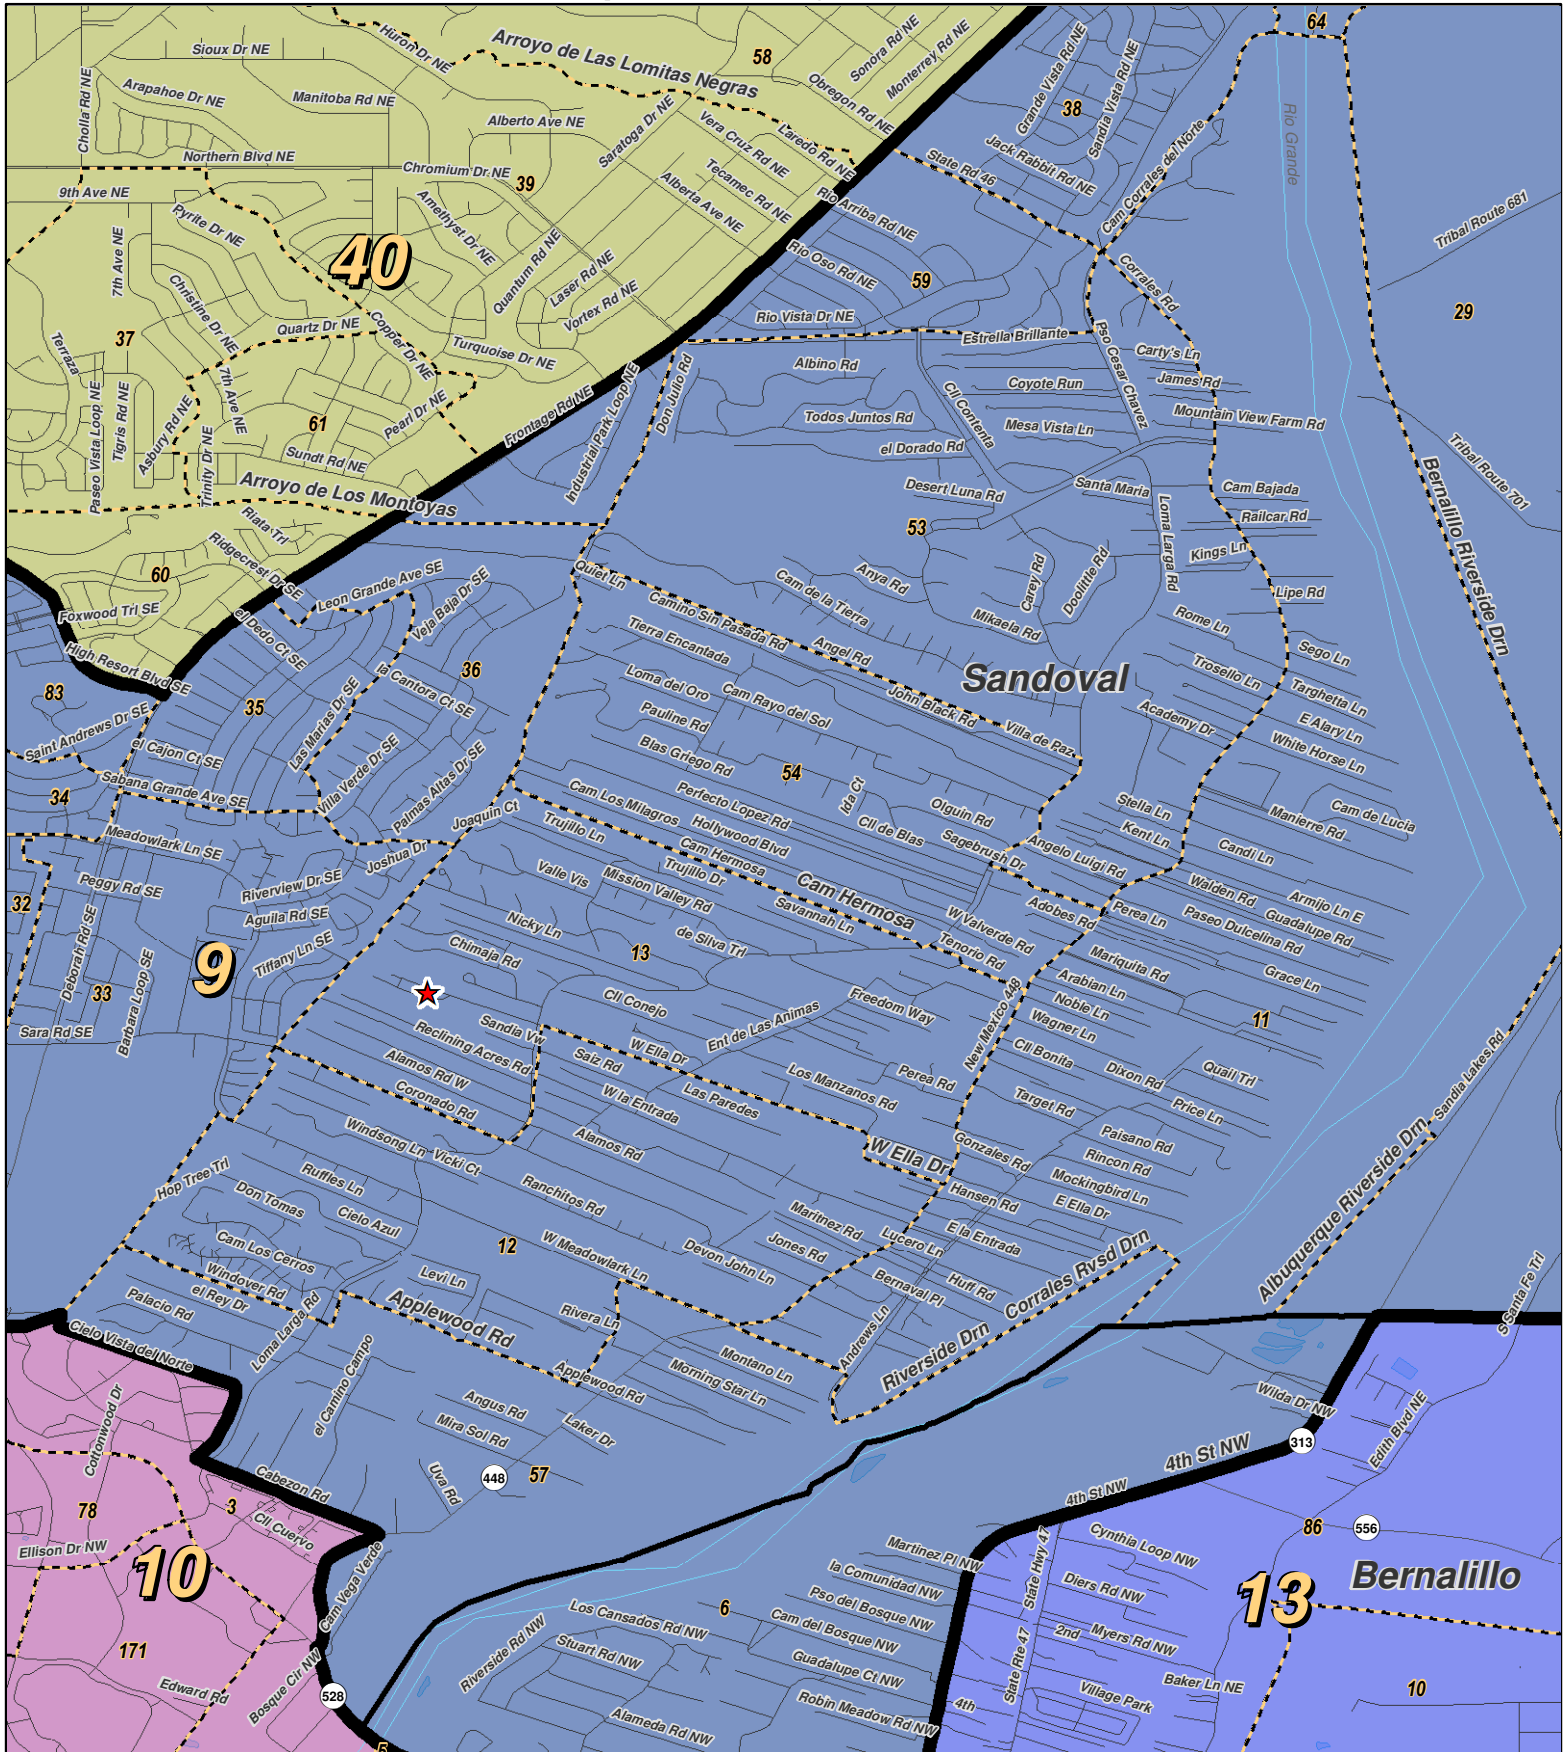 64
Sioux Dr NE
Huron Dr NE
Arroyo de Las Lomitas Negras
58
Sonora Rd NE
Monterrey Rd NE
Obregon Rd NE
Grande Vista Rd NE
Sandia Vista Rd NE
38
Cholla Rd NE
Arapahoe Dr NE
Manitoba Rd NE
Alberto Ave NE
Saratoga Dr NE
Vera Cruz Rd NE
Laredo Rd NE
Jack Rabbit Rd NE
State Rd 46
Cam Corrales del Norte
Rio Grande
Northern Blvd NE
Chromium Dr NE
39
Tecamec Rd NE
Alberta Ave NE
9th Ave NE
Pyrite Dr NE
Amethyst Dr NE
Rio Arriba Rd NE
Tribal Route 681
40
7th Ave NE
Quantum Rd NE
Laser Rd NE
Vortex Rd NE
Rio Oso Rd NE
59
Corrales Rd
Christine Dr NE
Quartz Dr NE
Copper Dr NE
Turquoise Dr NE
Rio Vista Dr NE
Estrella Brillante
Pso Cesar Chavez
29
37
Terraza
Carty's Ln
James Rd
Albino Rd
Coyote Run
Cll Contenta
Paseo Vista Loop NE
Tigris Rd NE
Asbury Rd NE
7th Ave NE
61
Pearl Dr NE
Frontage Rd NE
Industrial Park Loop NE
Don Julio Rd
Todos Juntos Rd
Mesa Vista Ln
Mountain View Farm Rd
el Dorado Rd
Trinity Dr NE
Sundt Rd NE
Arroyo de Los Montoyas
Desert Luna Rd
Santa Maria
Cam Bajada
Tribal Route 701
Bernalillo Riverside Drn
Riata Trl
53
Loma Larga Rd
Railcar Rd
Kings Ln
Ridgecrest Dr SE
60
Leon Grande Ave SE
Veja Baja Dr SE
Quiet Ln
Anya Rd
Cam de la Tierra
Carey Rd
Doolittle Rd
Lipe Rd
Foxwood Trl SE
el Dedo Ct SE
Camino Sin Pasada Rd
Mikaela Rd
Rome Ln
Tierra Encantada
Angel Rd
High Resort Blvd SE
36
la Cantora Ct SE
Sandoval
Sego Ln
Trosello Ln
83
35
Las Marias Dr SE
Loma del Oro
Cam Rayo del Sol
John Black Rd
Targhetta Ln
Saint Andrews Dr SE
Pauline Rd
Villa de Paz
Academy Dr
E Alary Ln
el Cajon Ct SE
Villa Verde Dr SE
Palmas Altas Dr SE
Blas Griego Rd
54
White Horse Ln
34
Sabana Grande Ave SE
Cam Los Milagros
Perfecto Lopez Rd
Ida Ct
Olguin Rd
Stella Ln
Manierre Rd
Cam de Lucia
Joaquin Ct
Trujillo Ln
Hollywood Blvd
Cll de Blas
Sagebrush Dr
Kent Ln
Candi Ln
Meadowlark Ln SE
Joshua Dr
Cam Hermosa
Angelo Luigi Rd
Peggy Rd SE
Riverview Dr SE
Valle Vis
Trujillo Dr
Cam Hermosa
Walden Rd
Armijo Ln E
32
Aguila Rd SE
Mission Valley Rd
Savannah Ln
Adobes Rd
Perea Ln
Guadalupe Rd
Paseo Dulcelina Rd
Nicky Ln
de Silva Trl
W Valverde Rd
Tenorio Rd
9
Deborah Rd SE
Barbara Loop SE
Tiffany Ln SE
Chimaja Rd
13
Mariquita Rd
Grace Ln
33
Cll Conejo
Freedom Way
New Mexico 448
Arabian Ln
Noble Ln
Sara Rd SE
Sandia Vw
Ent de Las Animas
Wagner Ln
11
Reclining Acres Rd
W Ella Dr
Cll Bonita
Sandia Lakes Rd
Alamos Rd W
Saiz Rd
Los Manzanos Rd
Perea Rd
Dixon Rd
Quail Trl
Coronado Rd
W la Entrada
Las Paredes
Target Rd
Price Ln
Windsong Ln
Vicki Ct
Alamos Rd
W Ella Dr
Gonzales Rd
Paisano Rd
Rincon Rd
Albuquerque Riverside Drn
Hop Tree Trl
Ruffles Ln
Ranchitos Rd
Mockingbird Ln
Don Tomas
Hansen Rd
E Ella Dr
Cielo Azul
Maritnez Rd
Lucero Ln
E la Entrada
Cam Los Cerros
12
W Meadowlark Ln
Devon John Ln
Jones Rd
Corrales Rvsd Drn
S Santa Fe Trl
Windover Rd
Levi Ln
Bernaval Pl
Huff Rd
el Rey Dr
Palacio Rd
Loma Larga Rd
Applewood Rd
Rivera Ln
Andrews Ln
Riverside Drn
Cielo Vista del Norte
el Camino Campo
Applewood Rd
Montano Ln
Morning Star Ln
Cottonwood Dr
Angus Rd
Wilda Dr NW
Edith Blvd NE
Mira Sol Rd
Laker Dr
313
4th St NW
Uva Rd
448
57
Cabezon Rd
4th St NW
78
3
Cll Cuervo
86
556
Ellison Dr NW
10
Cam Vega Verde
Martinez Pl NW
State Hwy 47
Cynthia Loop NW
Bernalillo
la Comunidad NW
Diers Rd NW
13
Pso del Bosque NW
6
Los Cansados Rd NW
Cam del Bosque NW
2nd
Myers Rd NW
171
Riverside Rd NW
Stuart Rd NW
Guadalupe Ct NW
State Rte 47
Baker Ln NE
Edward Rd
Bosque Cir NW
528
Robin Meadow Rd NW
4th
Village Park
10
Alameda Rd NW
5